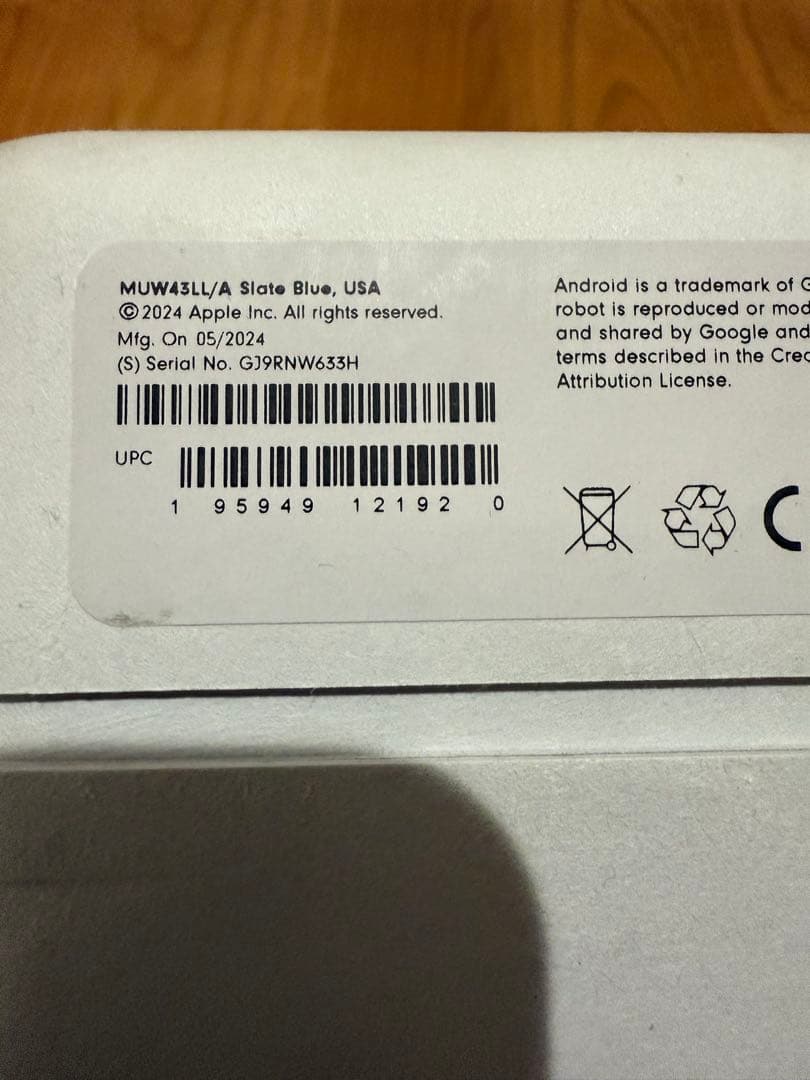 MUW43LL/A Slate Blue, USA
©2024 Apple Inc. All rights reserved.
Mfg. On 05/2024
(S) Serial No. GJ9RNW633H
UPC
1 95949 12192 0
Android is a trademark of G
robot is reproduced or mod
and shared by Google and
terms described in the Crea
Attribution License.